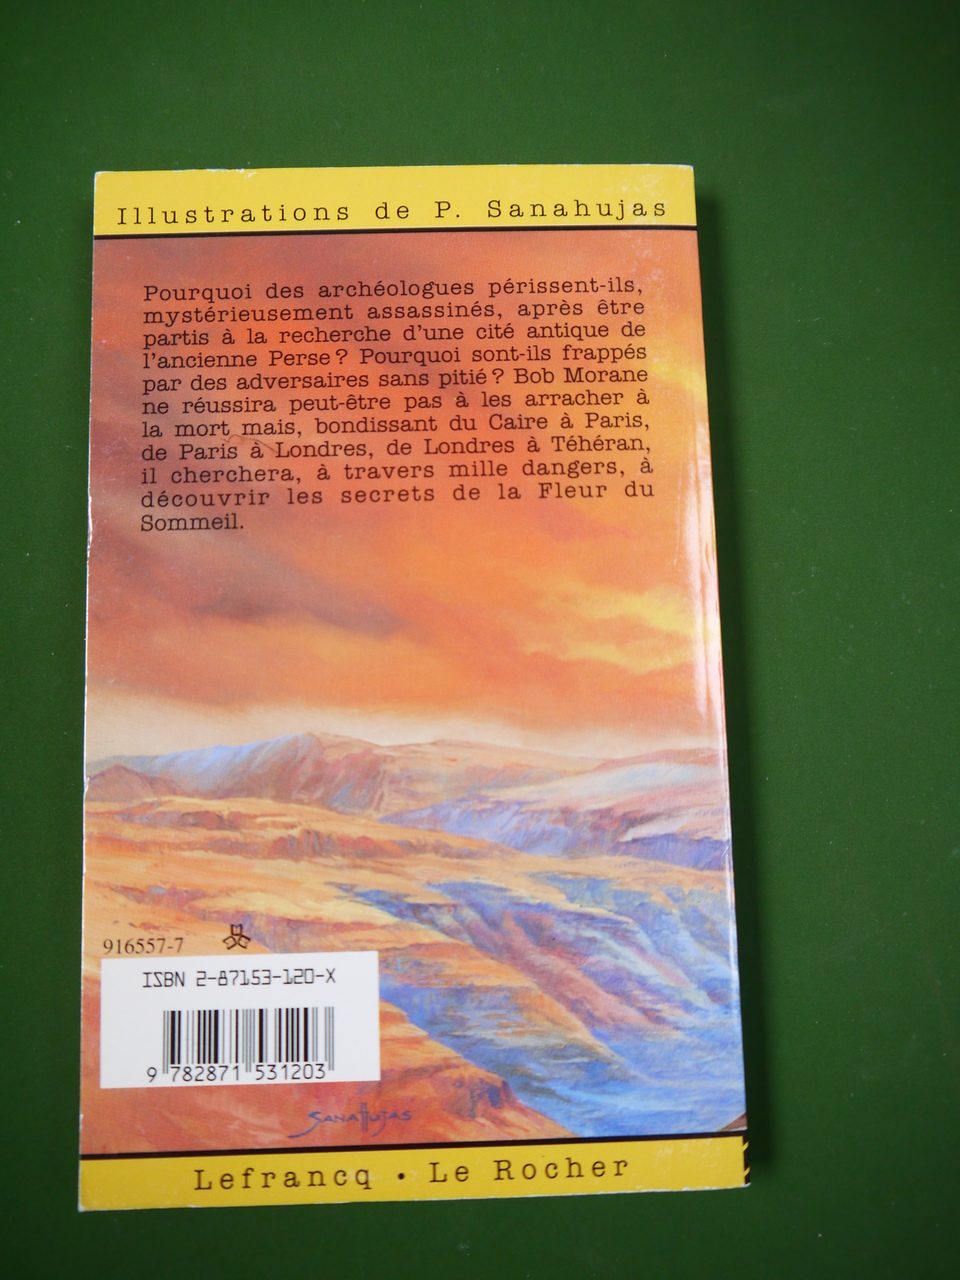 Illustrations de P. Sanahujas
Pourquoi des archéologues périssent-ils,
mystérieusement assassinés, après être
partis à la recherche d'une cité antique de
l'ancienne Perse ? Pourquoi sont-ils frappés
par des adversaires sans pitié ? Bob Morane
ne réussira peut-être pas à les arracher à
la mort mais, bondissant du Caire à Paris,
de Paris à Londres, de Londres à Téhéran,
il cherchera, à travers mille dangers, à
découvrir les secrets de la Fleur du
Sommeil.
916557-7
ISBN 2-87153-120-X
9 782871 531203
SANAHUJAS
Lefrancq • Le Rocher